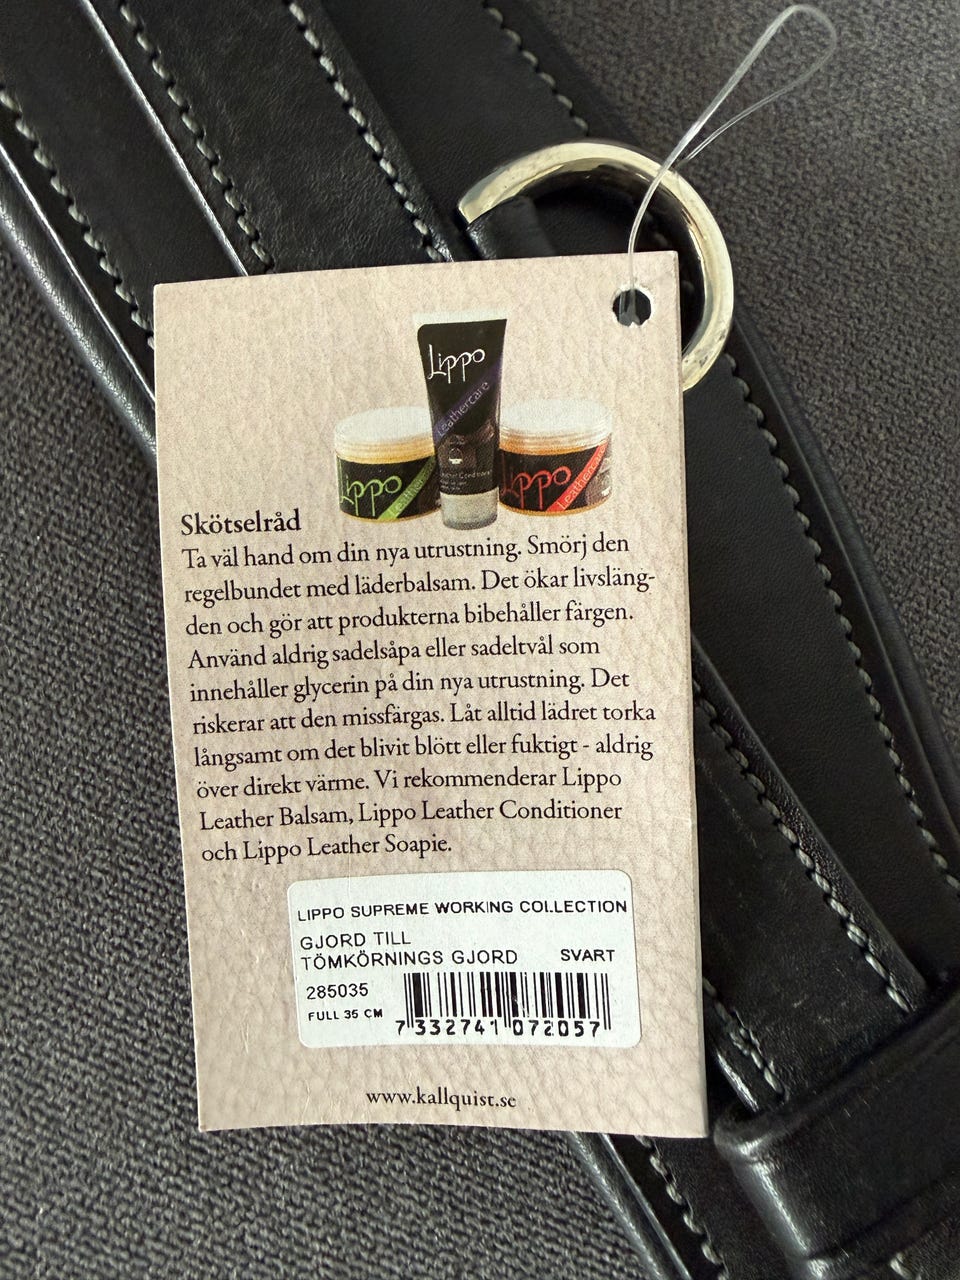 Lippo
Leathercare
Leather Conditioner
Lippo
Leathercare
Lippo
Leathercare
Skötselråd
Ta väl hand om din nya utrustning. Smörj den
regelbundet med läderbalsam. Det ökar livsläng-
den och gör att produkterna bibehåller färgen.
Använd aldrig sadelsåpa eller sadeltvål som
innehåller glycerin på din nya utrustning. Det
riskerar att den missfärgas. Låt alltid lädret torka
långsamt om det blivit blött eller fuktigt - aldrig
över direkt värme. Vi rekommenderar Lippo
Leather Balsam, Lippo Leather Conditioner
och Lippo Leather Soapie.
LIPPO SUPREME WORKING COLLECTION
GJORD TILL
TÖMKÖRNINGS GJORD SVART
285035
FULL 35 CM
7 332741 072057
www.kallquist.se